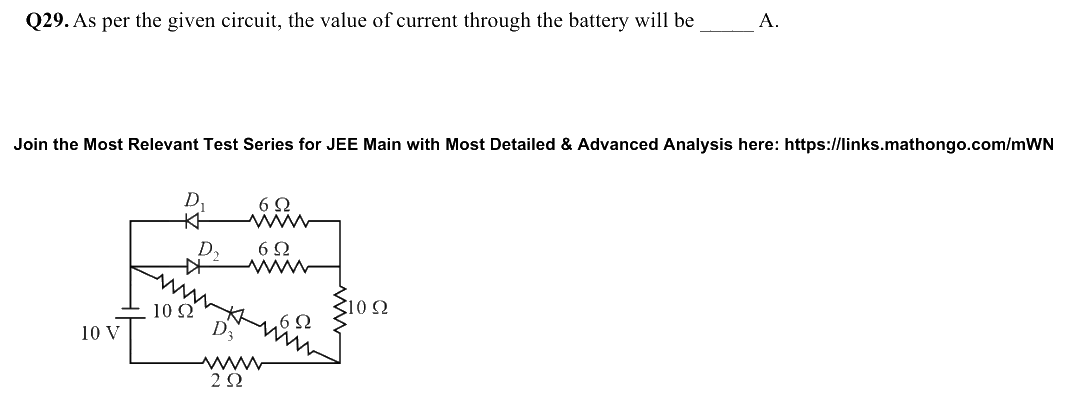 Q29. As per the given circuit, the value of current through the battery will be _____ A.
Join the Most Relevant Test Series for JEE Main with Most Detailed & Advanced Analysis here: https://links.mathongo.com/mWN
D₁ 6 Ω
D₂ 6 Ω
10 Ω 6 Ω 10 Ω
10 V D₃
2 Ω